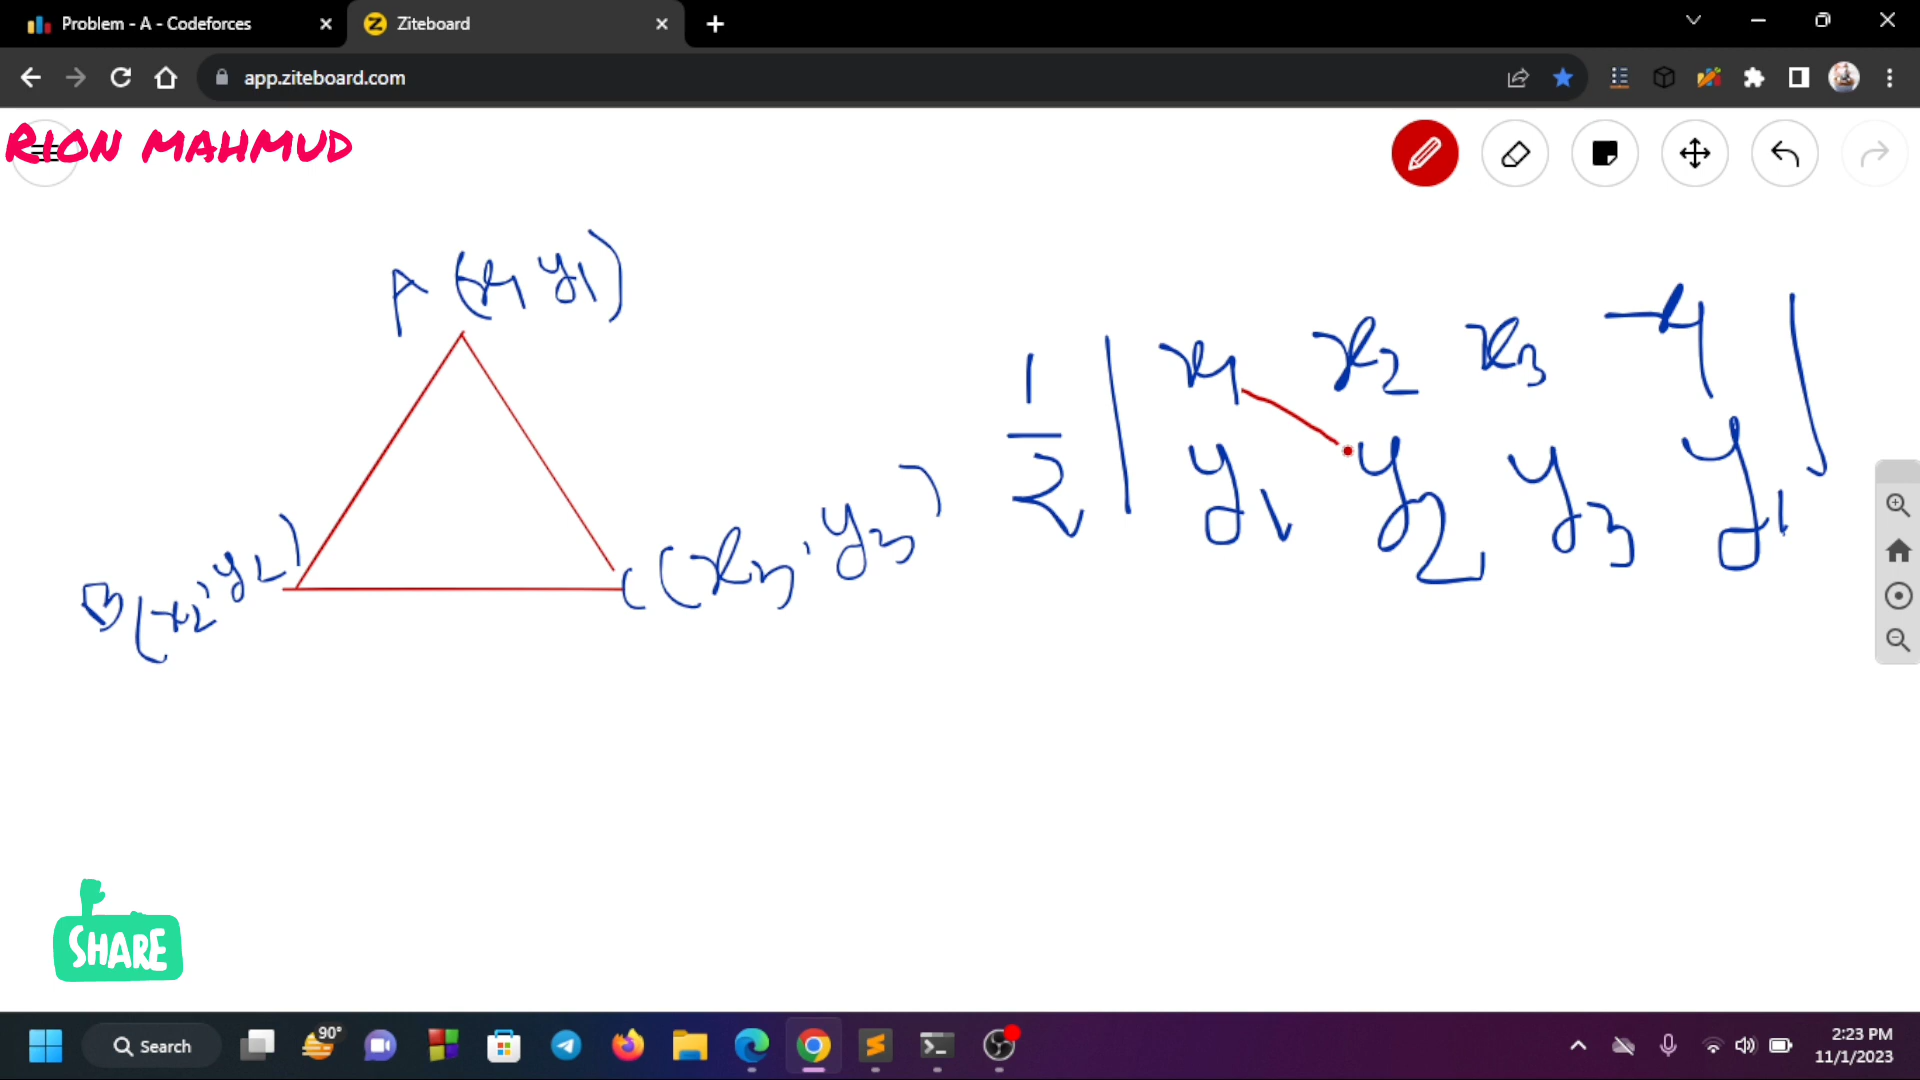 Problem - A - Codeforces
Ziteboard
app.ziteboard.com
RION MAHMUD
A (x1 y1)
B(x2, y2)
C(x3, y3)
1/2 | x1 x2 x3 x1 |
y1 y2 y3 y1
SHARE
90°
Search
2:23 PM
11/1/2023